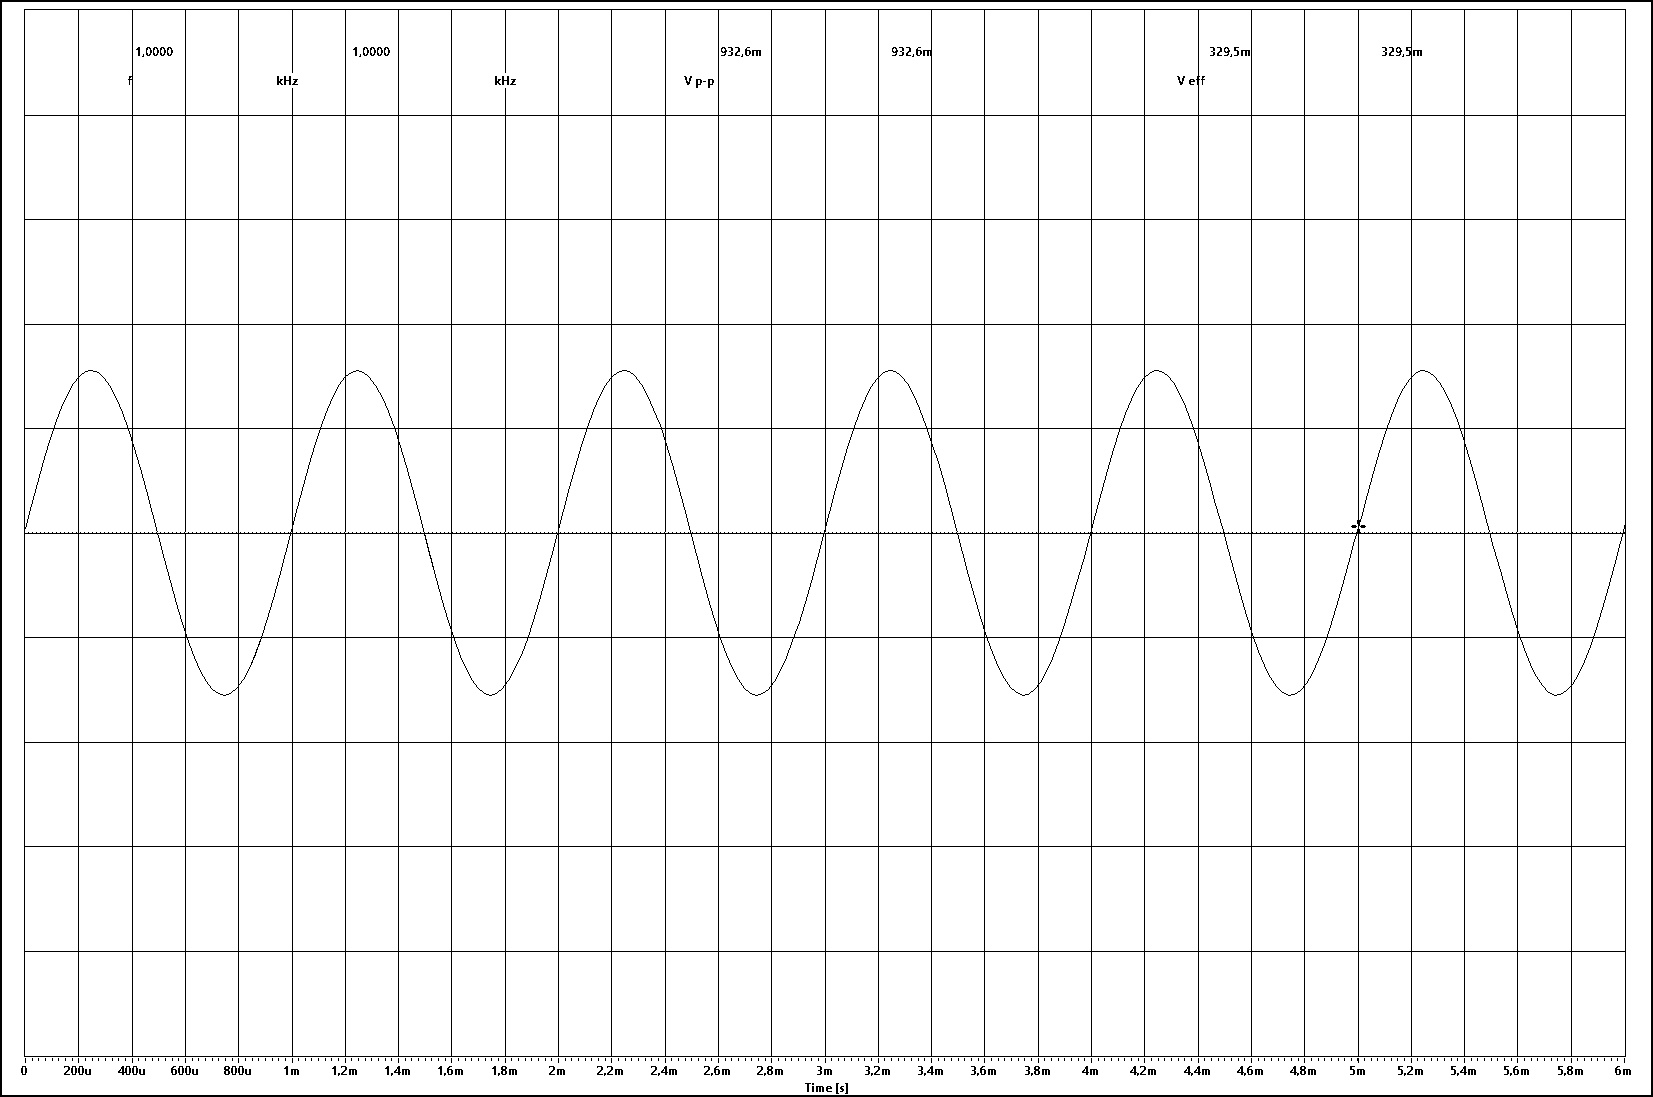 1,0000 1,0000 932,6m 932,6m 329,5m 329,5m
f kHz kHz V p-p V eff
0 200u 400u 600u 800u 1m 1,2m 1,4m 1,6m 1,8m 2m 2,2m 2,4m 2,6m 2,8m 3m 3,2m 3,4m 3,6m 3,8m 4m 4,2m 4,4m 4,6m 4,8m 5m 5,2m 5,4m 5,6m 5,8m 6m
Time [s]